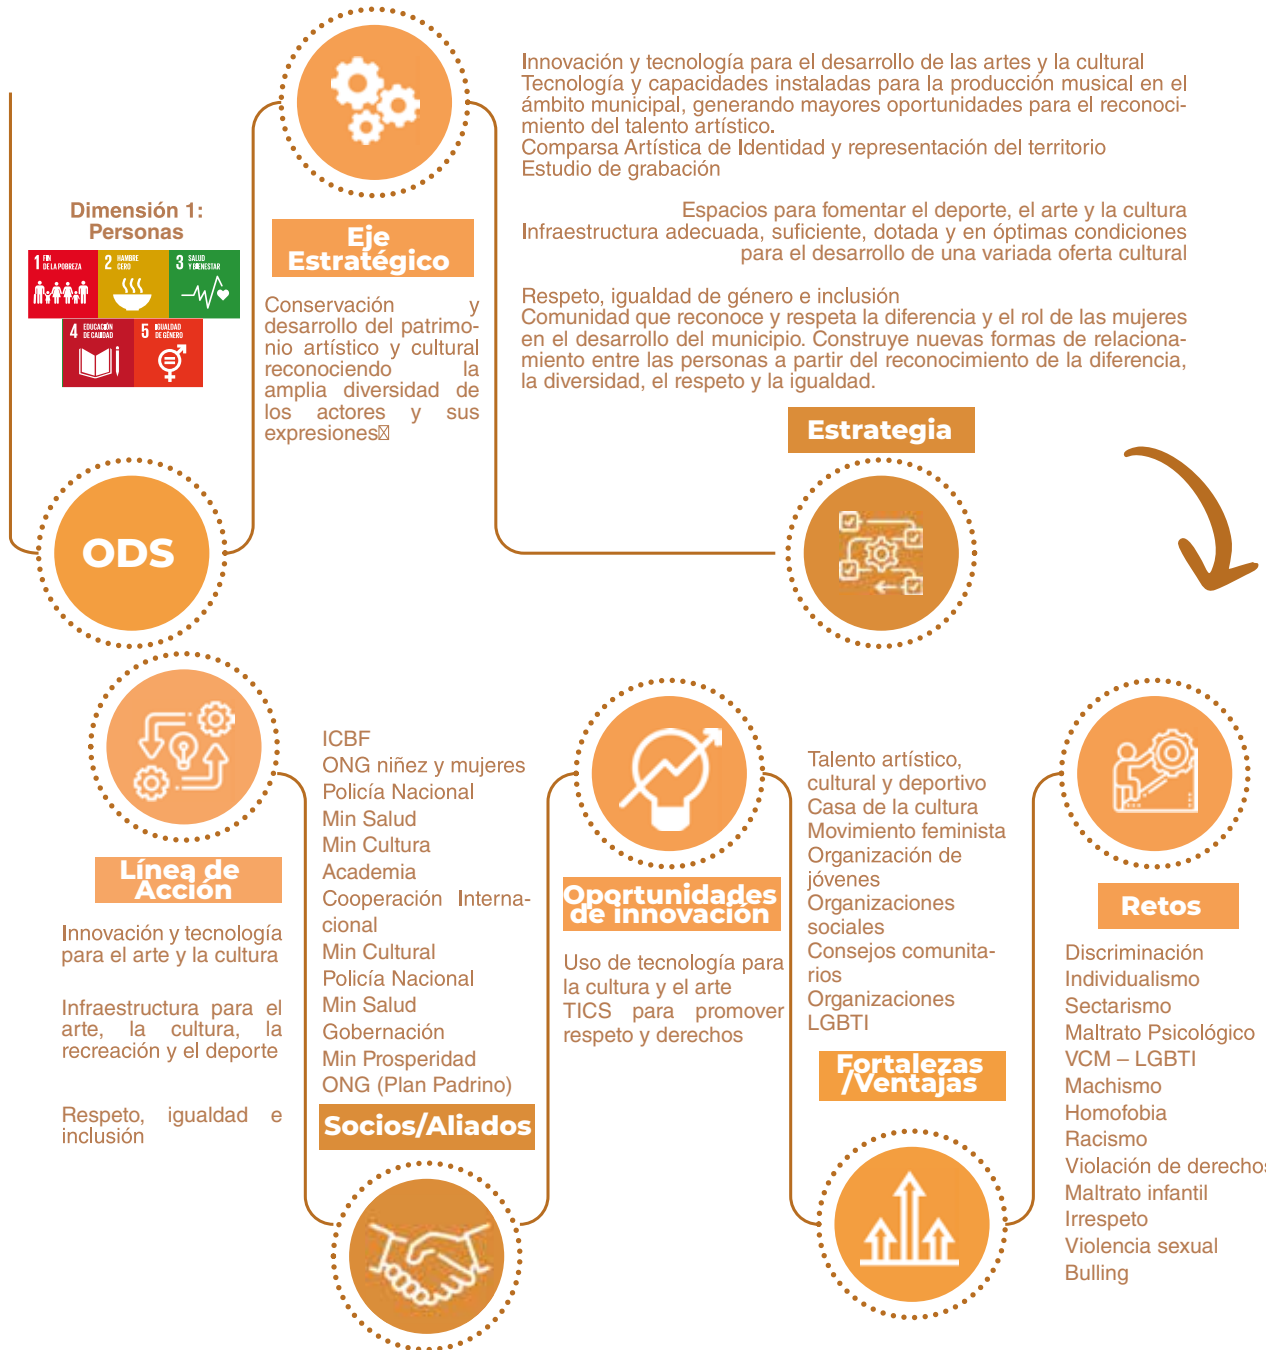 Innovación y tecnología para el desarrollo de las artes y la cultural
Tecnología y capacidades instaladas para la producción musical en el
ámbito municipal, generando mayores oportunidades para el reconoci-
miento del talento artístico.
Comparsa Artística de Identidad y representación del territorio
Estudio de grabación
Espacios para fomentar el deporte, el arte y la cultura
Infraestructura adecuada, suficiente, dotada y en óptimas condiciones
para el desarrollo de una variada oferta cultural
Respeto, igualdad de género e inclusión
Comunidad que reconoce y respeta la diferencia y el rol de las mujeres
en el desarrollo del municipio. Construye nuevas formas de relaciona-
miento entre las personas a partir del reconocimiento de la diferencia,
la diversidad, el respeto y la igualdad.
Dimensión 1:
Personas
1 FIN
DE LA POBREZA
2 HAMBRE
CERO
3 SALUD
Y BIENESTAR
4 EDUCACIÓN
DE CALIDAD
5 IGUALDAD
DE GÉNERO
Eje
Estratégico
Conservación y
desarrollo del patrimo-
nio artístico y cultural
reconociendo la
amplia diversidad de
los actores y sus
expresiones
Estrategia
ODS
Línea de
Acción
Innovación y tecnología
para el arte y la cultura
Infraestructura para el
arte, la cultura, la
recreación y el deporte
Respeto, igualdad e
inclusión
ICBF
ONG niñez y mujeres
Policía Nacional
Min Salud
Min Cultura
Academia
Cooperación Interna-
cional
Min Cultural
Policía Nacional
Min Salud
Gobernación
Min Prosperidad
ONG (Plan Padrino)
Socios/Aliados
Oportunidades
de innovación
Uso de tecnología para
la cultura y el arte
TICS para promover
respeto y derechos
Talento artístico,
cultural y deportivo
Casa de la cultura
Movimiento feminista
Organización de
jóvenes
Organizaciones
sociales
Consejos comunita-
rios
Organizaciones
LGBTI
Fortalezas
/Ventajas
Retos
Discriminación
Individualismo
Sectarismo
Maltrato Psicológico
VCM – LGBTI
Machismo
Homofobia
Racismo
Violación de derechos
Maltrato infantil
Irrespeto
Violencia sexual
Bulling